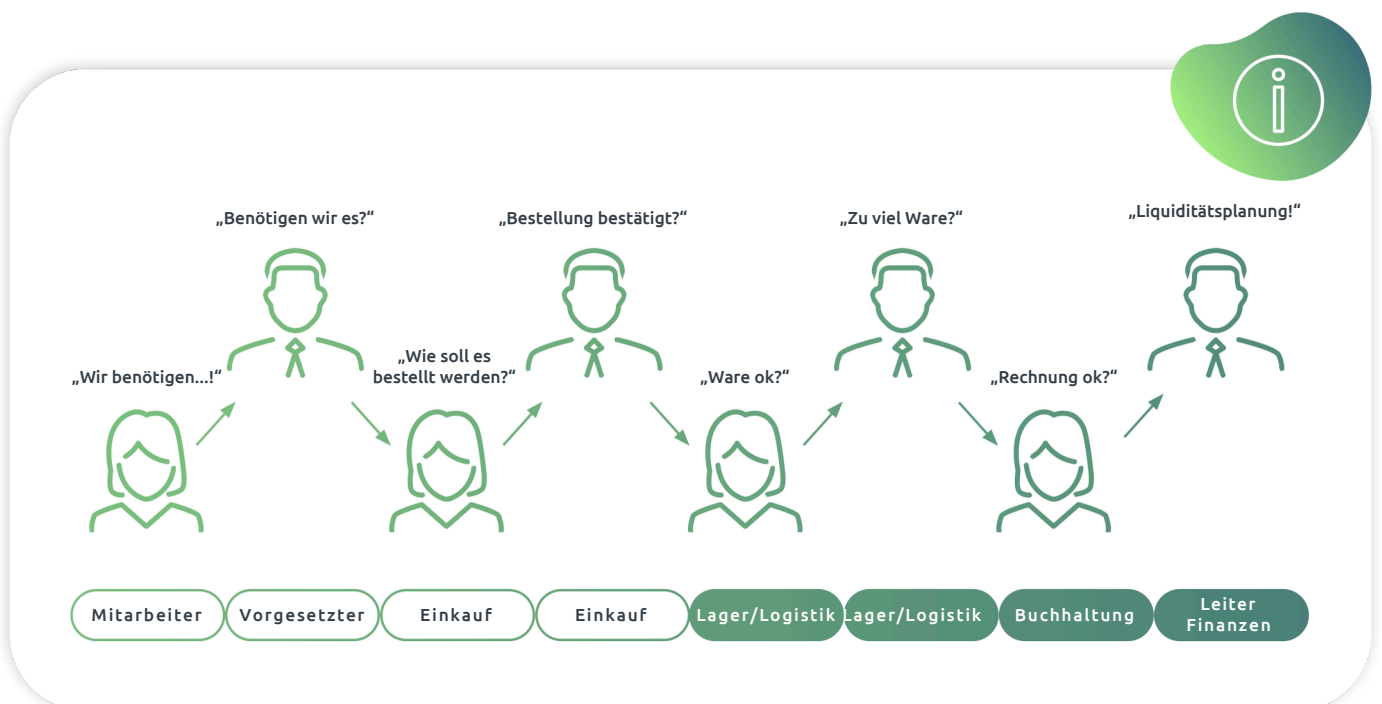 „Liquiditätsplanung!“
„Benötigen wir es?“
„Bestellung bestätigt?“
„Zu viel Ware?“
„Wie soll es
bestellt werden?“
„Wir benötigen...!“
„Ware ok?“
„Rechnung ok?“
Mitarbeiter
Vorgesetzter
Einkauf
Einkauf
Lager/Logistik
Lager/Logistik
Buchhaltung
Leiter
Finanzen